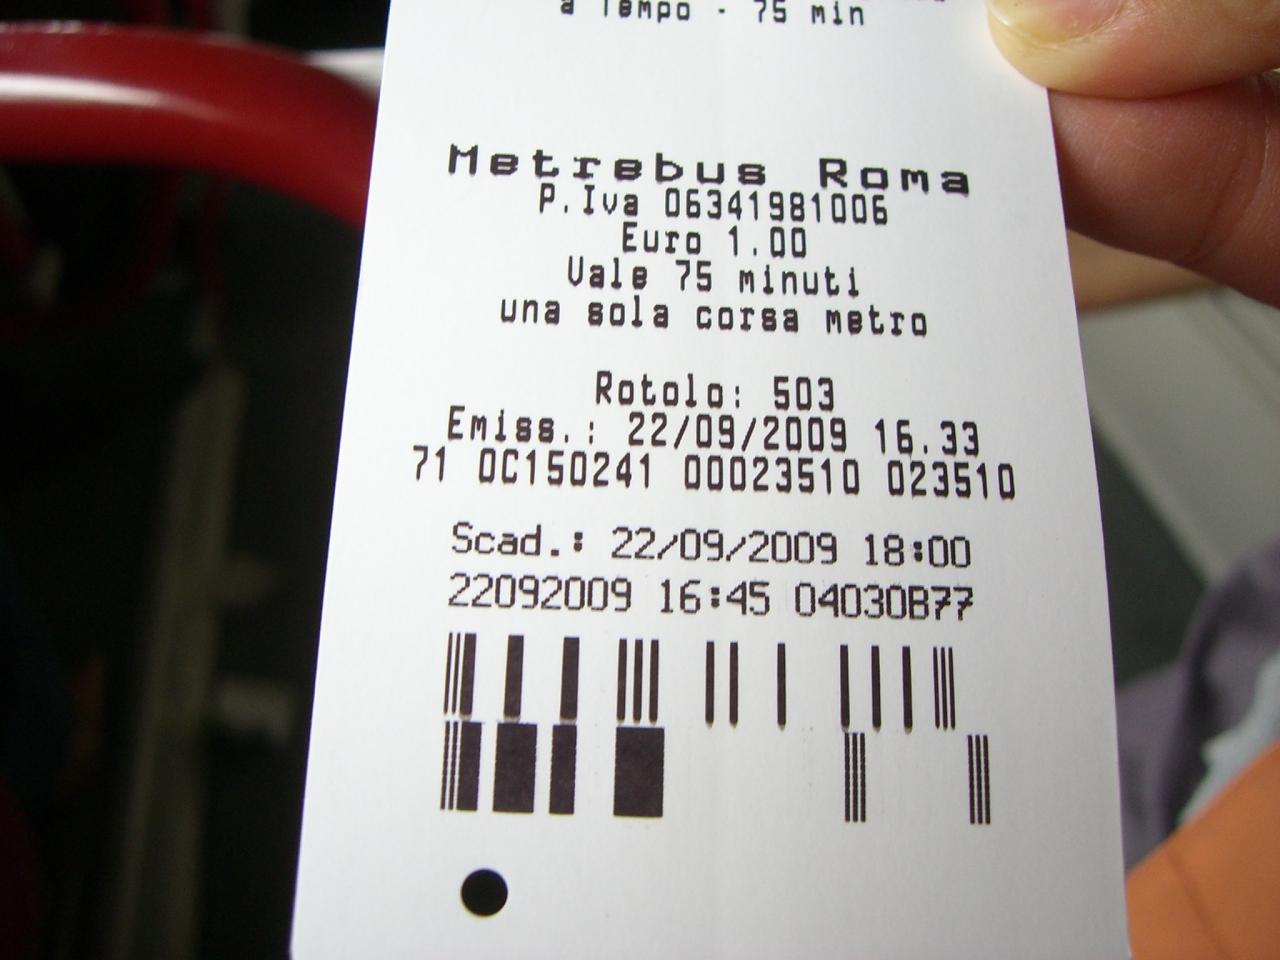 a Tempo - 75 min
Metrebus Roma
P.Iva 06341981006
Euro 1.00
Vale 75 minuti
una sola corsa metro
Rotolo: 503
Emiss.: 22/09/2009 16.33
71 0C150241 00023510 023510
Scad.: 22/09/2009 18:00
22092009 16:45 04030B77